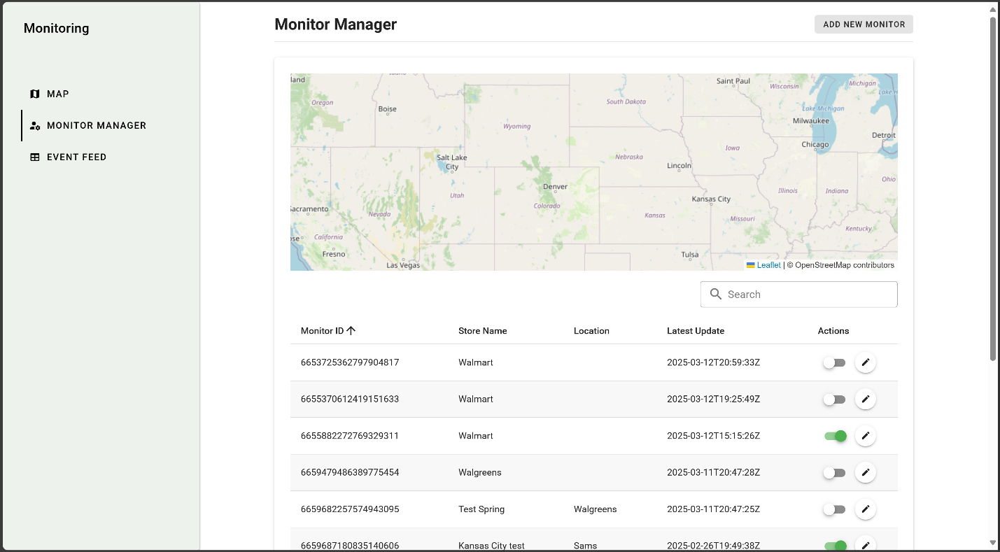 Monitoring
MAP
MONITOR MANAGER
EVENT FEED
Monitor Manager
ADD NEW MONITOR
land
Idaho
Oregon
Boise
Wyoming
South Dakota
Saint Paul
Wisconsin
Michigan
Lake H
Lake Michigan
Milwaukee
Detroit
Chicago
Salt Lake
City
Nebraska
Iowa
Lincoln
Ohio
Denver
Utah
Colorado
Illinois
Indiana
Kansas City
Sacramento
Nevada
Kansas
Missouri
Kentucky
ose
California
Fresno
Las Vegas
Tulsa
Leaflet | © OpenStreetMap contributors
Search
Monitor ID Store Name Location Latest Update Actions
6653725362797904817 Walmart 2025-03-12T20:59:33Z
6655370612419151633 Walmart 2025-03-12T19:25:49Z
6655882272769329311 Walmart 2025-03-12T15:15:26Z
6659479486389775454 Walgreens 2025-03-11T20:47:28Z
6659682257574943095 Test Spring Walgreens 2025-03-11T20:47:25Z
6659687180835140606 Kansas City test Sams 2025-02-26T19:49:38Z